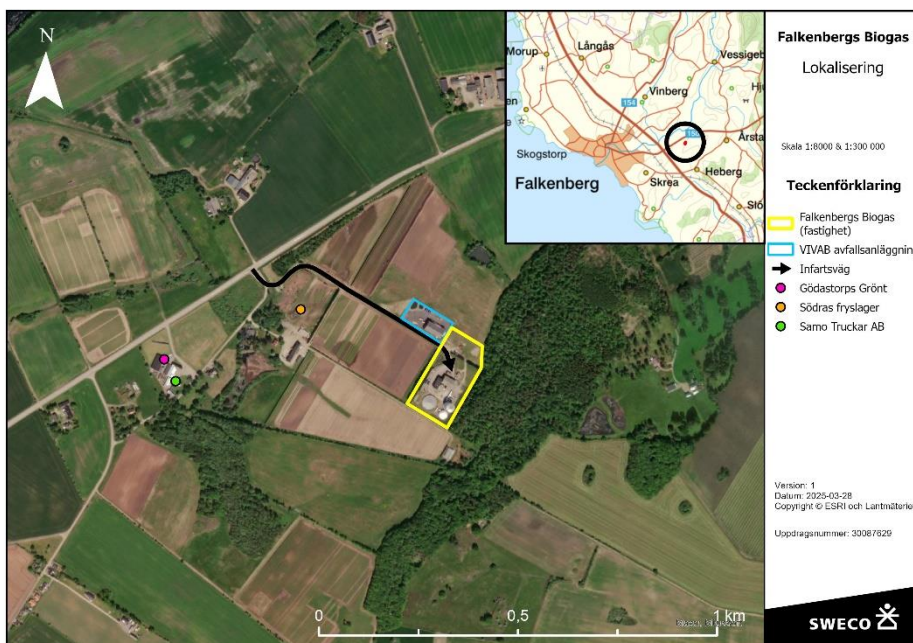 N
Falkenbergs Biogas
Lokalisering
Skala 1:8000 & 1:300 000
Teckenförklaring
Falkenbergs Biogas
(fastighet)
VIVAB avfallsanläggnin
Infartsväg
Gödastorps Grönt
Södras fryslager
Samo Truckar AB
Version: 1
Datum: 2025-03-28
Copyright © ESRI och Lantmäterie
Uppdragsnummer: 30087629
SWECO
Morup
Långås
Vessigeb
Vinberg
154
Årsta
Skogstorp
Falkenberg
Skrea
Heberg
Slö
0
0,5
1 km